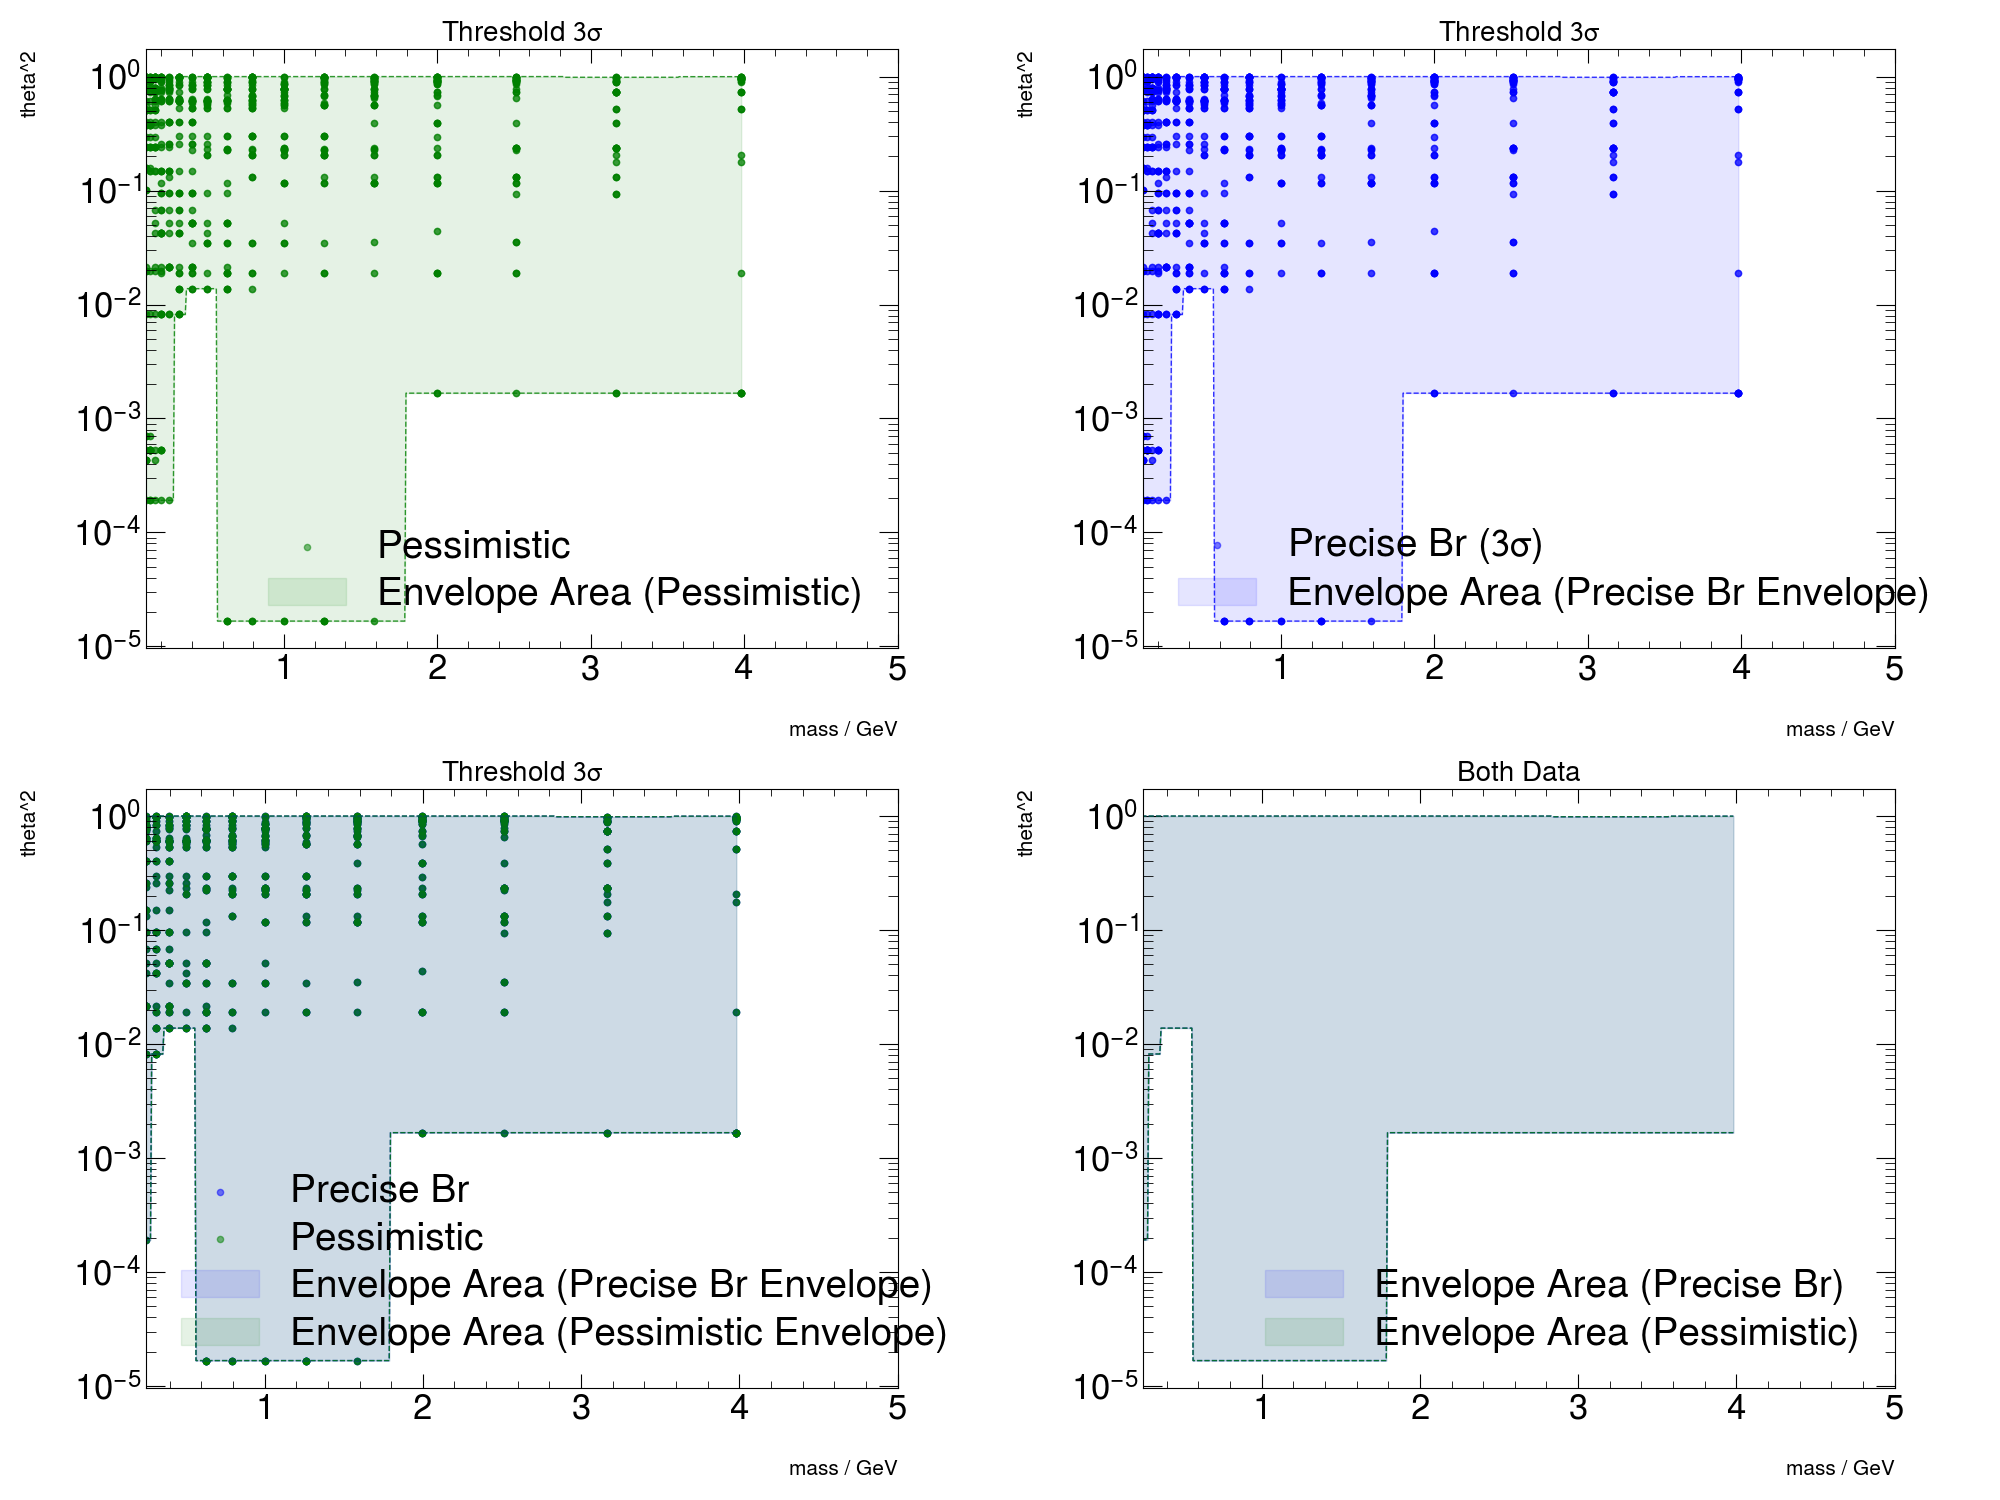 Threshold 3σ
theta^2
10^0
10^−1
10^−2
10^−3
10^−4
10^−5
Pessimistic
Envelope Area (Pessimistic)
1 2 3 4 5
mass / GeV
Threshold 3σ
theta^2
10^0
10^−1
10^−2
10^−3
10^−4
10^−5
Precise Br (3σ)
Envelope Area (Precise Br Envelope)
1 2 3 4 5
mass / GeV
Threshold 3σ
theta^2
10^0
10^−1
10^−2
10^−3
10^−4
10^−5
Precise Br
Pessimistic
Envelope Area (Precise Br Envelope)
Envelope Area (Pessimistic Envelope)
1 2 3 4 5
mass / GeV
Both Data
theta^2
10^0
10^−1
10^−2
10^−3
10^−4
10^−5
Envelope Area (Precise Br)
Envelope Area (Pessimistic)
1 2 3 4 5
mass / GeV